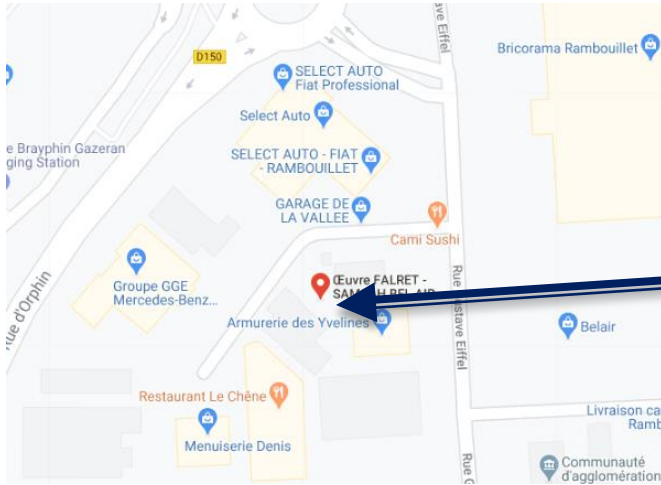 D150
ave Eiffel
Bricorama Rambouillet
SELECT AUTO
Fiat Professional
Select Auto
e Brayphin Gazeran
ging Station
SELECT AUTO - FIAT
- RAMBOUILLET
GARAGE DE
LA VALLEE
Cami Sushi
Groupe GGE
Mercedes-Benz...
Œuvre FALRET -
Rue d'Orphin
Armurerie des Yvelines
Belair
Restaurant Le Chêne
Menuiserie Denis
Livraison ca
Ramb
Communauté
d'agglomération
Rue G